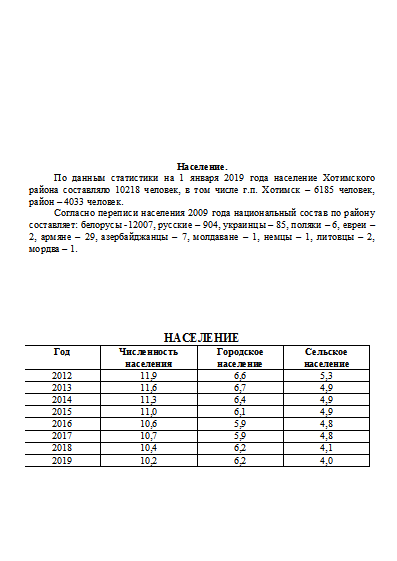 Население.
По данным статистики на 1 января 2019 года население Хотимского
района составляло 10218 человек, в том числе г.п. Хотимск – 6185 человек,
район – 4033 человек.
Согласно переписи населения 2009 года национальный состав по району
составляет: белорусы -12007, русские – 904, украинцы – 85, поляки – 6, евреи –
2, армяне – 29, азербайджанцы – 7, молдаване – 1, немцы – 1, литовцы – 2,
мордва – 1.
НАСЕЛЕНИЕ
Год Численность населения Городское население Сельское население
2012 11,9 6,6 5,3
2013 11,6 6,7 4,9
2014 11,3 6,4 4,9
2015 11,0 6,1 4,9
2016 10,6 5,9 4,8
2017 10,7 5,9 4,8
2018 10,4 6,2 4,1
2019 10,2 6,2 4,0